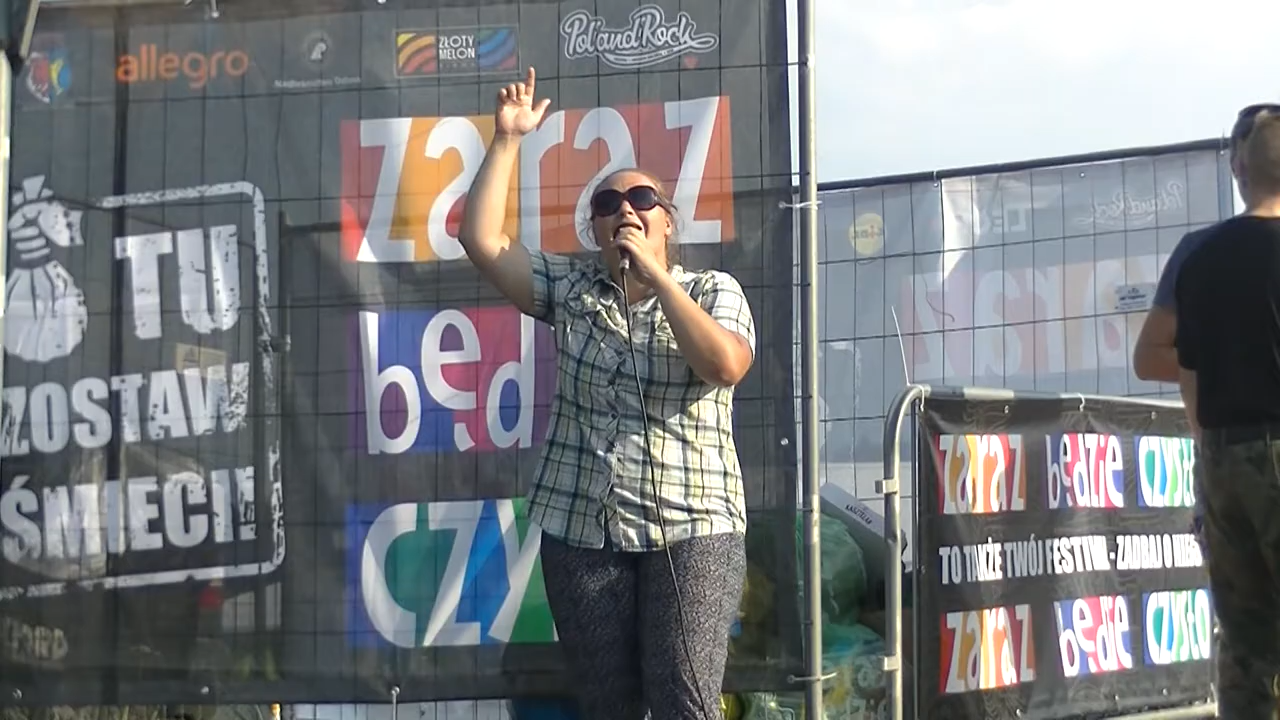 allegro
ZŁOTY
MELON
Pol'and'Rock
TU
ZOSTAW
ŚMIECI!
zaraz
będ
CZY
zaraz będzie czysto
TO TAKŻE TWÓJ FESTIWAL - ZADBAJ O NIEGO
zaraz będzie czysto